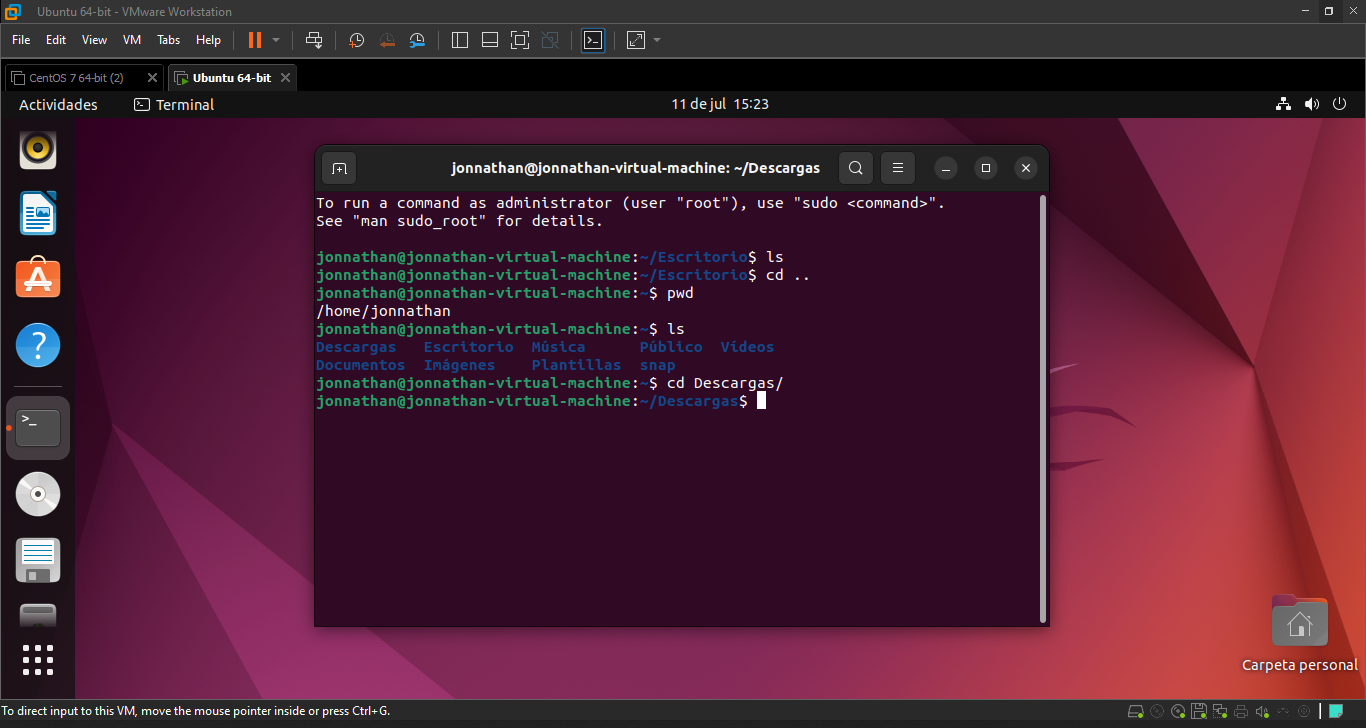 Ubuntu 64-bit - VMware Workstation
File Edit View VM Tabs Help
CentOS 7 64-bit (2) Ubuntu 64-bit
Actividades Terminal 11 de jul 15:23
jonnathan@jonnathan-virtual-machine: ~/Descargas
To run a command as administrator (user "root"), use "sudo <command>".
See "man sudo_root" for details.
jonnathan@jonnathan-virtual-machine:~/Escritorio$ ls
jonnathan@jonnathan-virtual-machine:~/Escritorio$ cd ..
jonnathan@jonnathan-virtual-machine:~$ pwd
/home/jonnathan
jonnathan@jonnathan-virtual-machine:~$ ls
Descargas Escritorio Música Público Videos
Documentos Imágenes Plantillas snap
jonnathan@jonnathan-virtual-machine:~$ cd Descargas/
jonnathan@jonnathan-virtual-machine:~/Descargas$
Carpeta personal
To direct input to this VM, move the mouse pointer inside or press Ctrl+G.